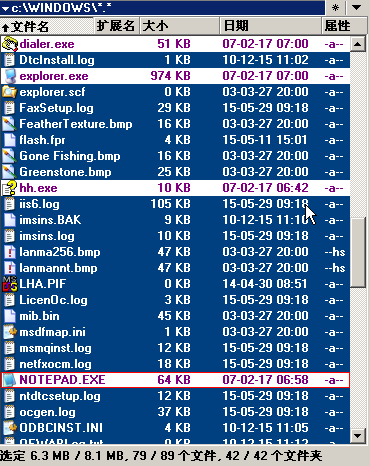 c:\WINDOWS\*.* * ▼
↑文件名 扩展名 大小 日期 属性
dialer.exe 51 KB 07-02-17 07:00 -a--
DtcInstall.log 1 KB 10-12-15 11:02 -a--
explorer.exe 974 KB 07-02-17 07:00 -a--
explorer.scf 0 KB 03-03-27 20:00 -a--
FaxSetup.log 29 KB 15-05-29 09:18 -a--
FeatherTexture.bmp 16 KB 03-03-27 20:00 -a--
flash.fpr 4 KB 15-05-11 15:01 -a--
Gone Fishing.bmp 16 KB 03-03-27 20:00 -a--
Greenstone.bmp 25 KB 03-03-27 20:00 -a--
hh.exe 10 KB 07-02-17 06:42 -a--
iis6.log 105 KB 15-05-29 09:18 -a--
imsins.BAK 9 KB 10-12-15 11:10 -a--
imsins.log 10 KB 15-05-29 09:18 -a--
lanma256.bmp 47 KB 03-03-27 20:00 --hs
lanmannt.bmp 47 KB 03-03-27 20:00 --hs
LHA.PIF 0 KB 14-04-30 08:51 -a--
LicenOc.log 9 KB 15-05-29 09:18 -a--
mib.bin 45 KB 03-03-27 20:00 -a--
msdfmap.ini 1 KB 03-03-27 20:00 -a--
msmqinst.log 12 KB 15-05-29 09:18 -a--
netfxocm.log 18 KB 15-05-29 09:18 -a--
NOTEPAD.EXE 64 KB 07-02-17 06:58 -a--
ntdtcsetup.log 37 KB 15-05-29 09:18 -a--
ocgen.log 37 KB 15-05-29 09:18 -a--
ODBCINST.INI 4 KB 10-12-15 11:05 -a--
选定 6.3 MB / 8.1 MB, 79 / 89 个文件, 42 / 42 个文件夹